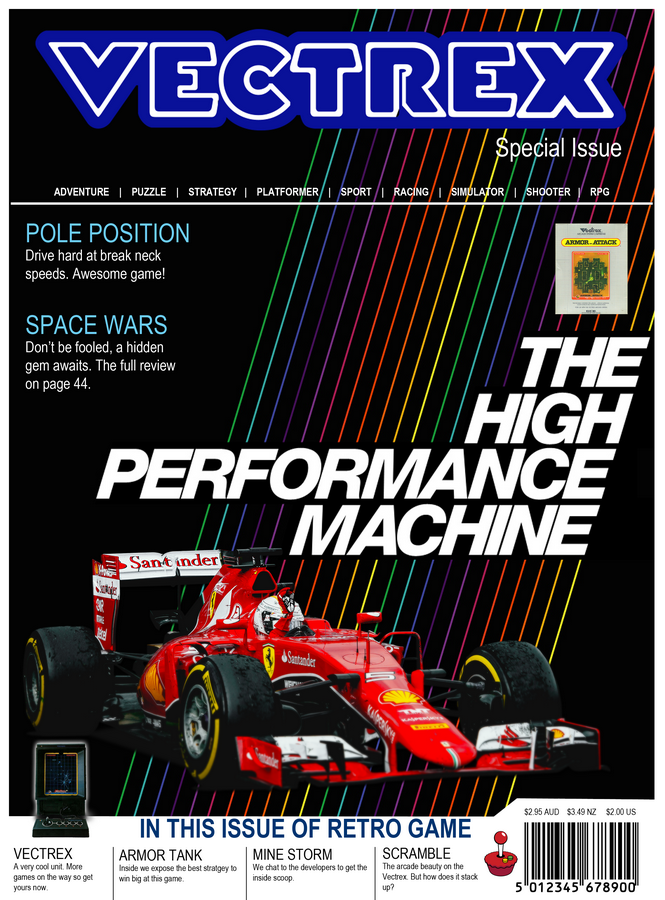 VECTREX
Special Issue
ADVENTURE | PUZZLE | STRATEGY | PLATFORMER | SPORT | RACING | SIMULATOR | SHOOTER | RPG
POLE POSITION
Drive hard at break neck
speeds. Awesome game!
ARMOR ATTACK
SPACE WARS
Don't be fooled, a hidden
gem awaits. The full review
on page 44.
THE
HIGH
PERFORMANCE
MACHINE
Santander
Santander
Santander
KASPERSKY
Santander
$2.95 AUD $3.49 NZ $2.00 US
IN THIS ISSUE OF RETRO GAME
VECTREX
A very cool unit. More
games on the way so get
yours now.
ARMOR TANK
Inside we expose the best stratgey to
win big at this game.
MINE STORM
We chat to the developers to get the
inside scoop.
SCRAMBLE
The arcade beauty on the
Vectrex. But how does it stack
up?
5 012345 678900